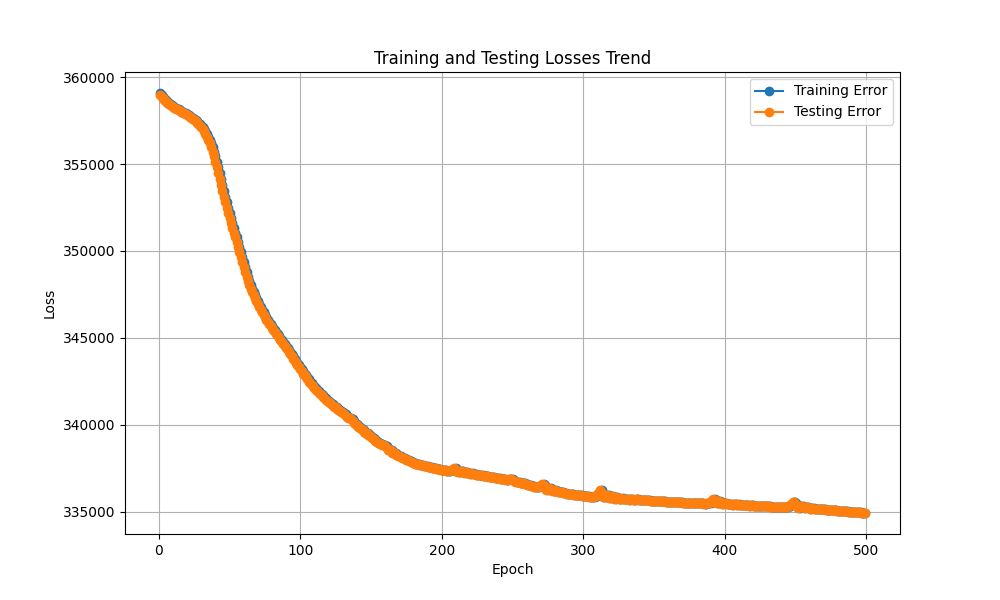 Training and Testing Losses Trend
360000
355000
350000
345000
340000
335000
Loss
Training Error
Testing Error
0
100
200
300
400
500
Epoch